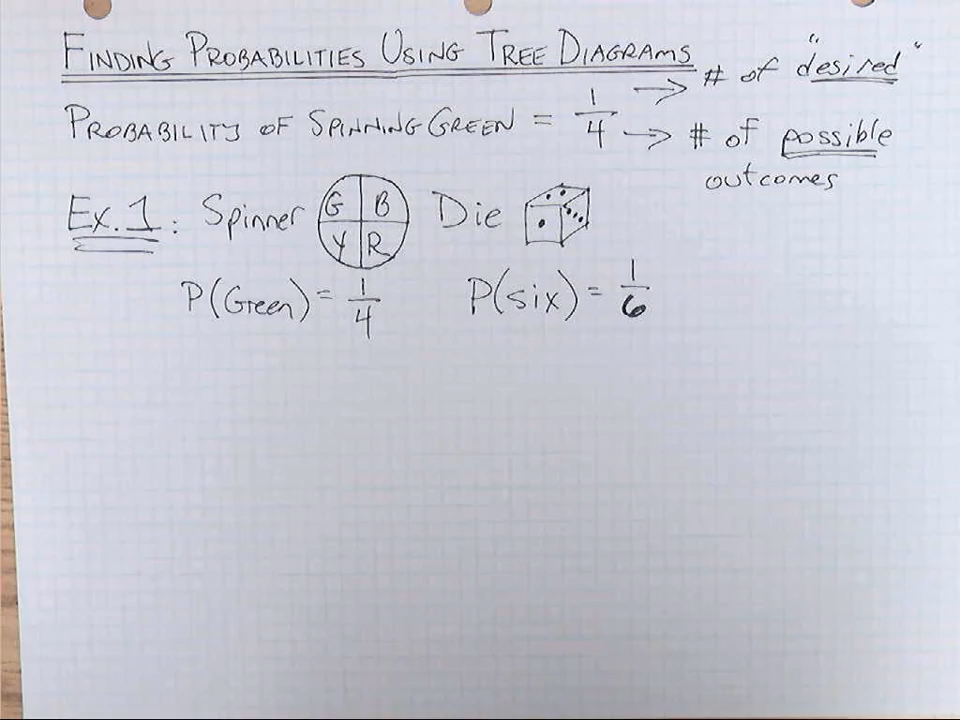 FINDING PROBABILITIES USING TREE DIAGRAMS
PROBABILITY OF SPINNING GREEN = 1/4 → # of "desired"
→ # of possible
outcomes
Ex. 1: Spinner G B Y R Die
P(Green) = 1/4 P(six) = 1/6